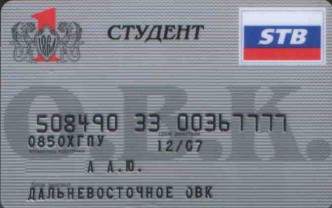 СТУДЕНТ
STB
О.В.К.
508490 33 00367777
0850ХГПУ
12/07
А А.Ю.
ДАЛЬНЕВОСТОЧНОЕ ОВК